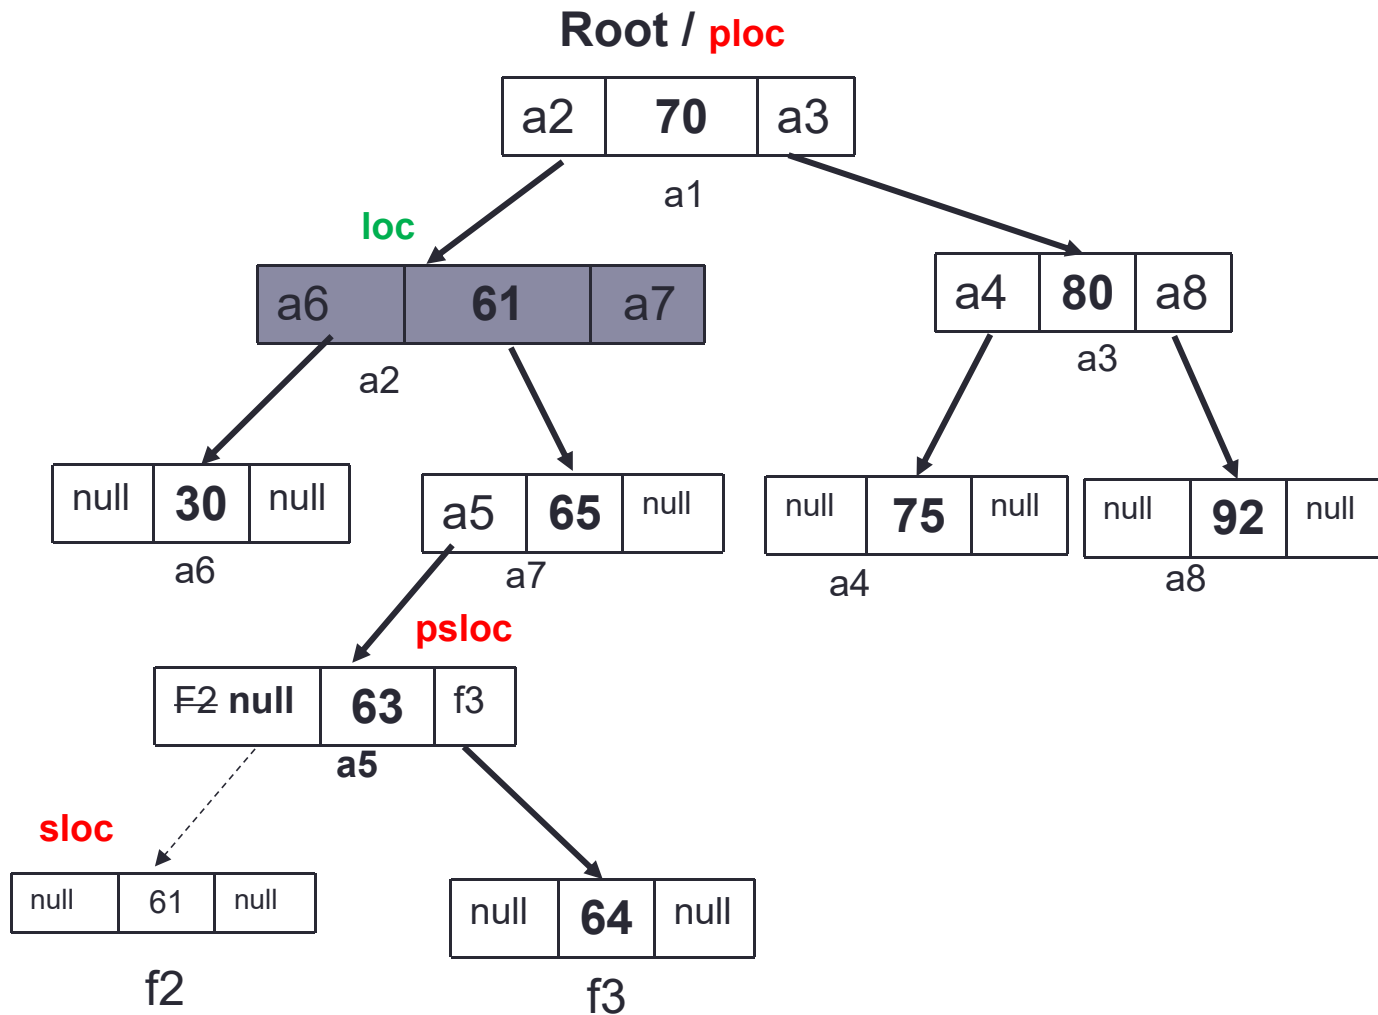 Root / ploc
a2 70 a3
a1
loc
a6 61 a7
a2
a4 80 a8
a3
null 30 null
a6
a5 65 null
a7
null 75 null
a4
null 92 null
a8
psloc
F2 null 63 f3
a5
sloc
null 61 null
f2
null 64 null
f3